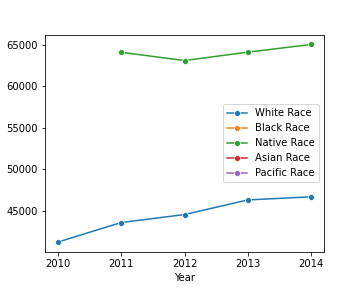 65000
60000
55000
50000
45000
White Race
Black Race
Native Race
Asian Race
Pacific Race
2010 2011 2012 2013 2014
Year